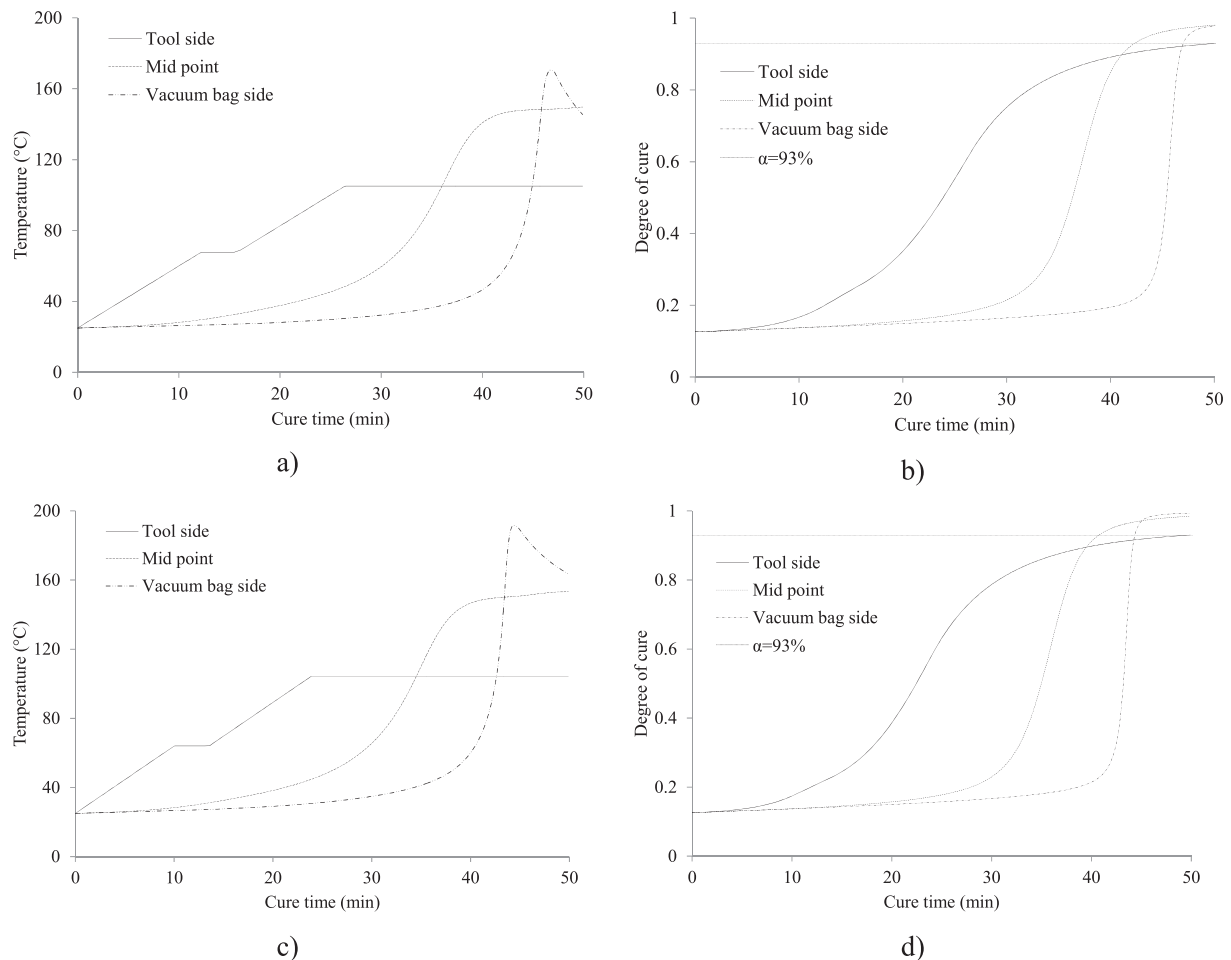 200
160
120
80
40
0
Temperature (°C)
Tool side
Mid point
Vacuum bag side
0 10 20 30 40 50
Cure time (min)
a)
1
0.8
0.6
0.4
0.2
0
Degree of cure
Tool side
Mid point
Vacuum bag side
α=93%
0 10 20 30 40 50
Cure time (min)
b)
200
160
120
80
40
0
Temperature (°C)
Tool side
Mid point
Vacuum bag side
0 10 20 30 40 50
Cure time (min)
c)
1
0.8
0.6
0.4
0.2
0
Degree of cure
Tool side
Mid point
Vacuum bag side
α=93%
0 10 20 30 40 50
Cure time (min)
d)